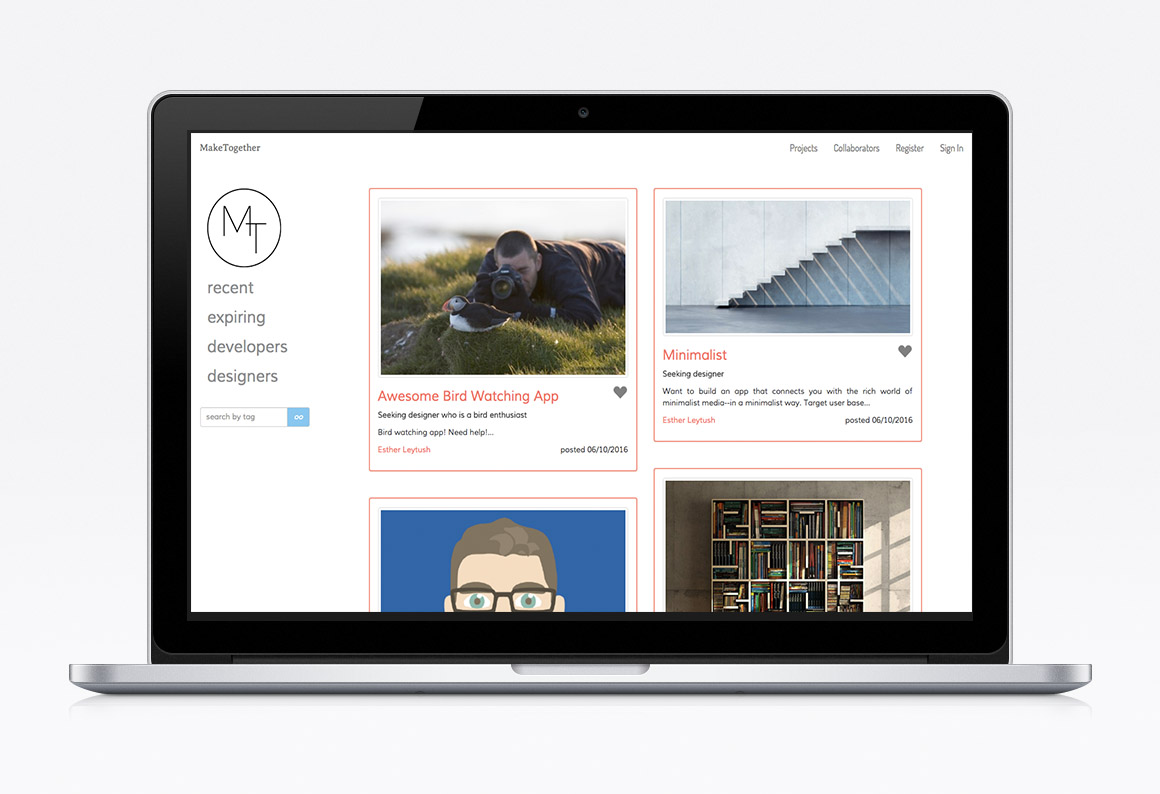 MakeTogether
Projects Collaborators Register Sign In
MT
recent
expiring
developers
designers
search by tag
Awesome Bird Watching App
Seeking designer who is a bird enthusiast
Bird watching app! Need help!...
Esther Leytush posted 06/10/2016
Minimalist
Seeking designer
Want to build an app that connects you with the rich world of
minimalist media--in a minimalist way. Target user base...
Esther Leytush posted 06/10/2016